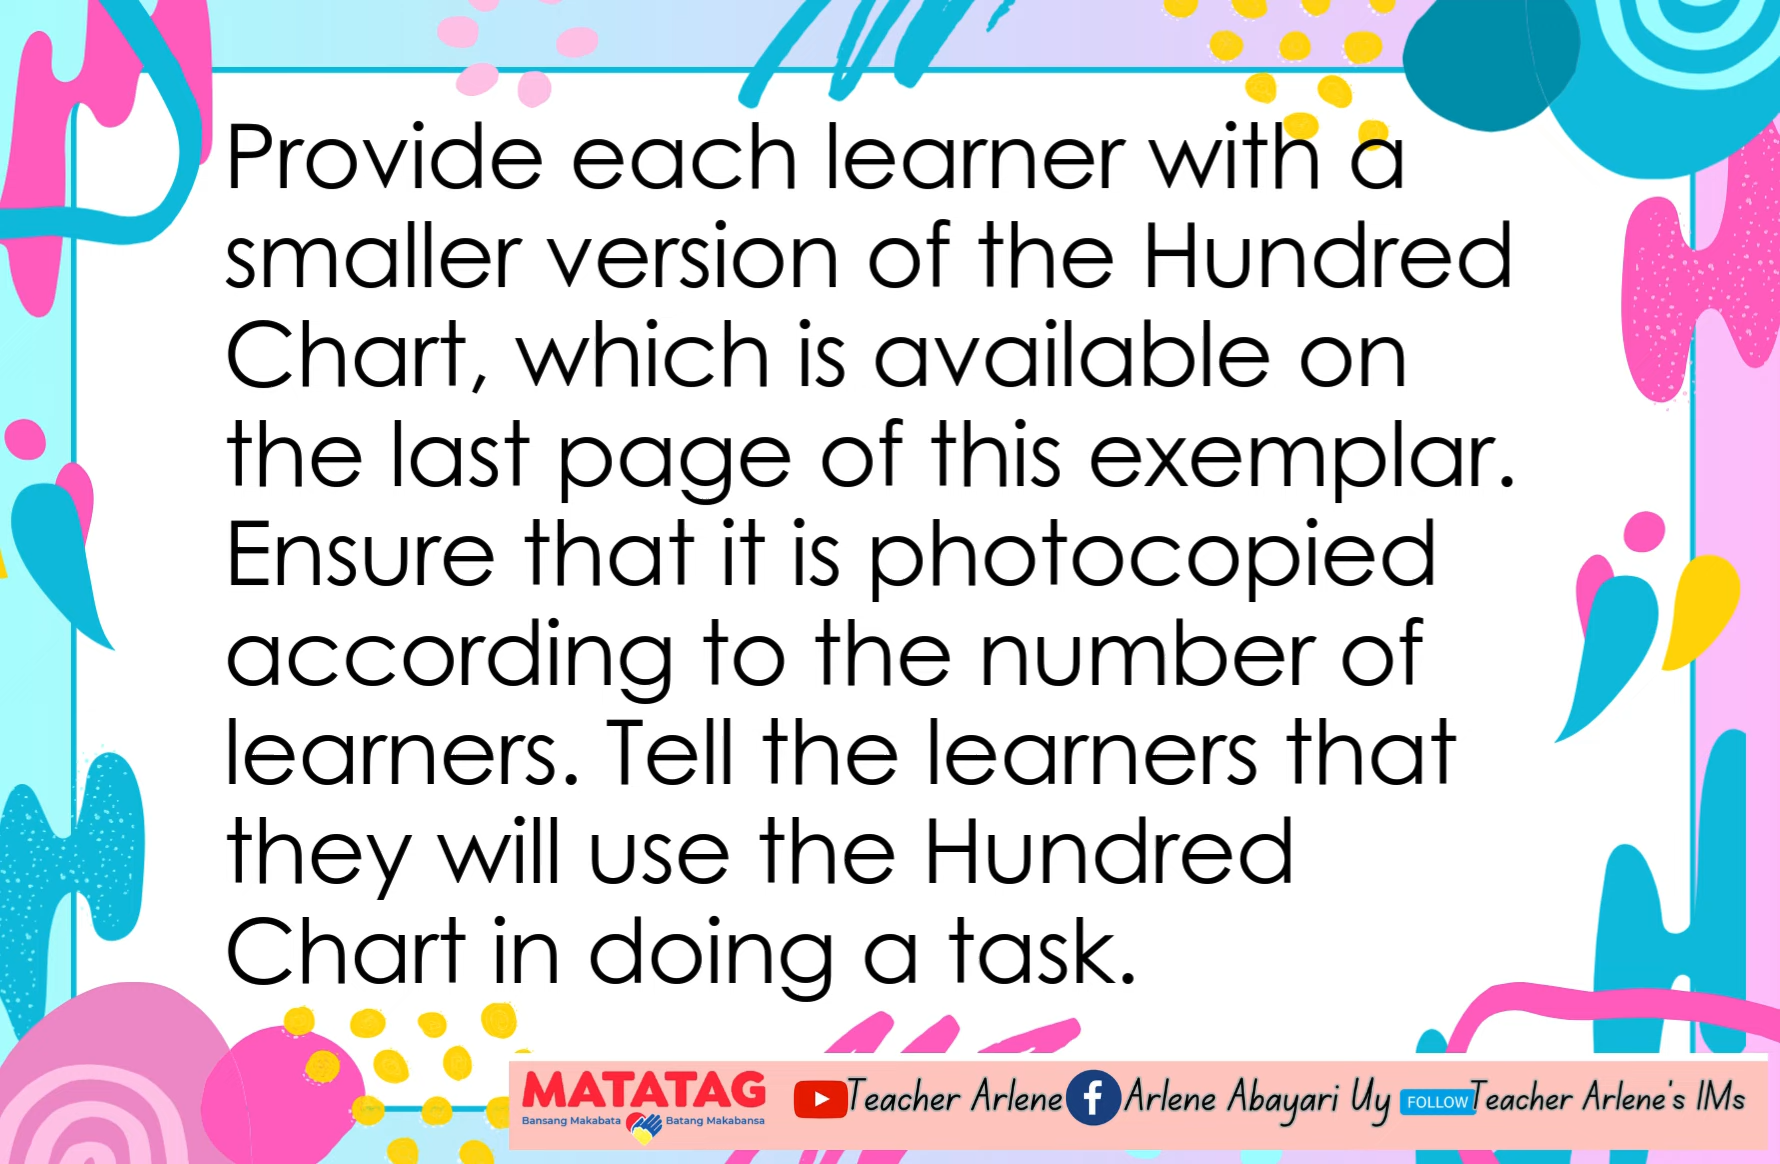 Provide each learner with a
smaller version of the Hundred
Chart, which is available on
the last page of this exemplar.
Ensure that it is photocopied
according to the number of
learners. Tell the learners that
they will use the Hundred
Chart in doing a task.
MATATAG
Bansang Makabata Batang Makabansa
Teacher Arlene
Arlene Abayari Uy
FOLLOW
Teacher Arlene's IMs